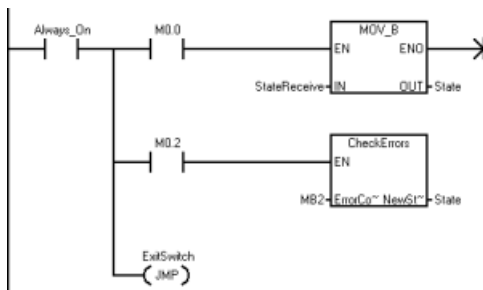 Always_On
M0.0
MOV_B
EN
ENO
StateReceive
IN
OUT
State
M0.2
CheckErrors
EN
MB2
ErrorCo~
NewSt~
State
ExitSwitch
JMP